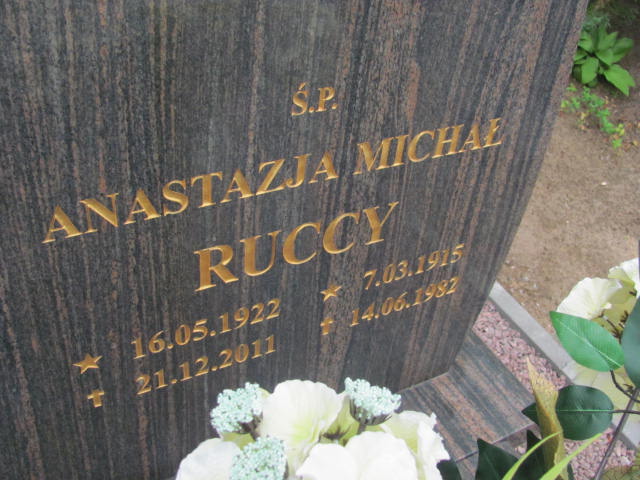 Ś.P.
ANASTAZJA MICHAŁ
RUCCY
16.05.1922 7.03.1915
21.12.2011 14.06.1982